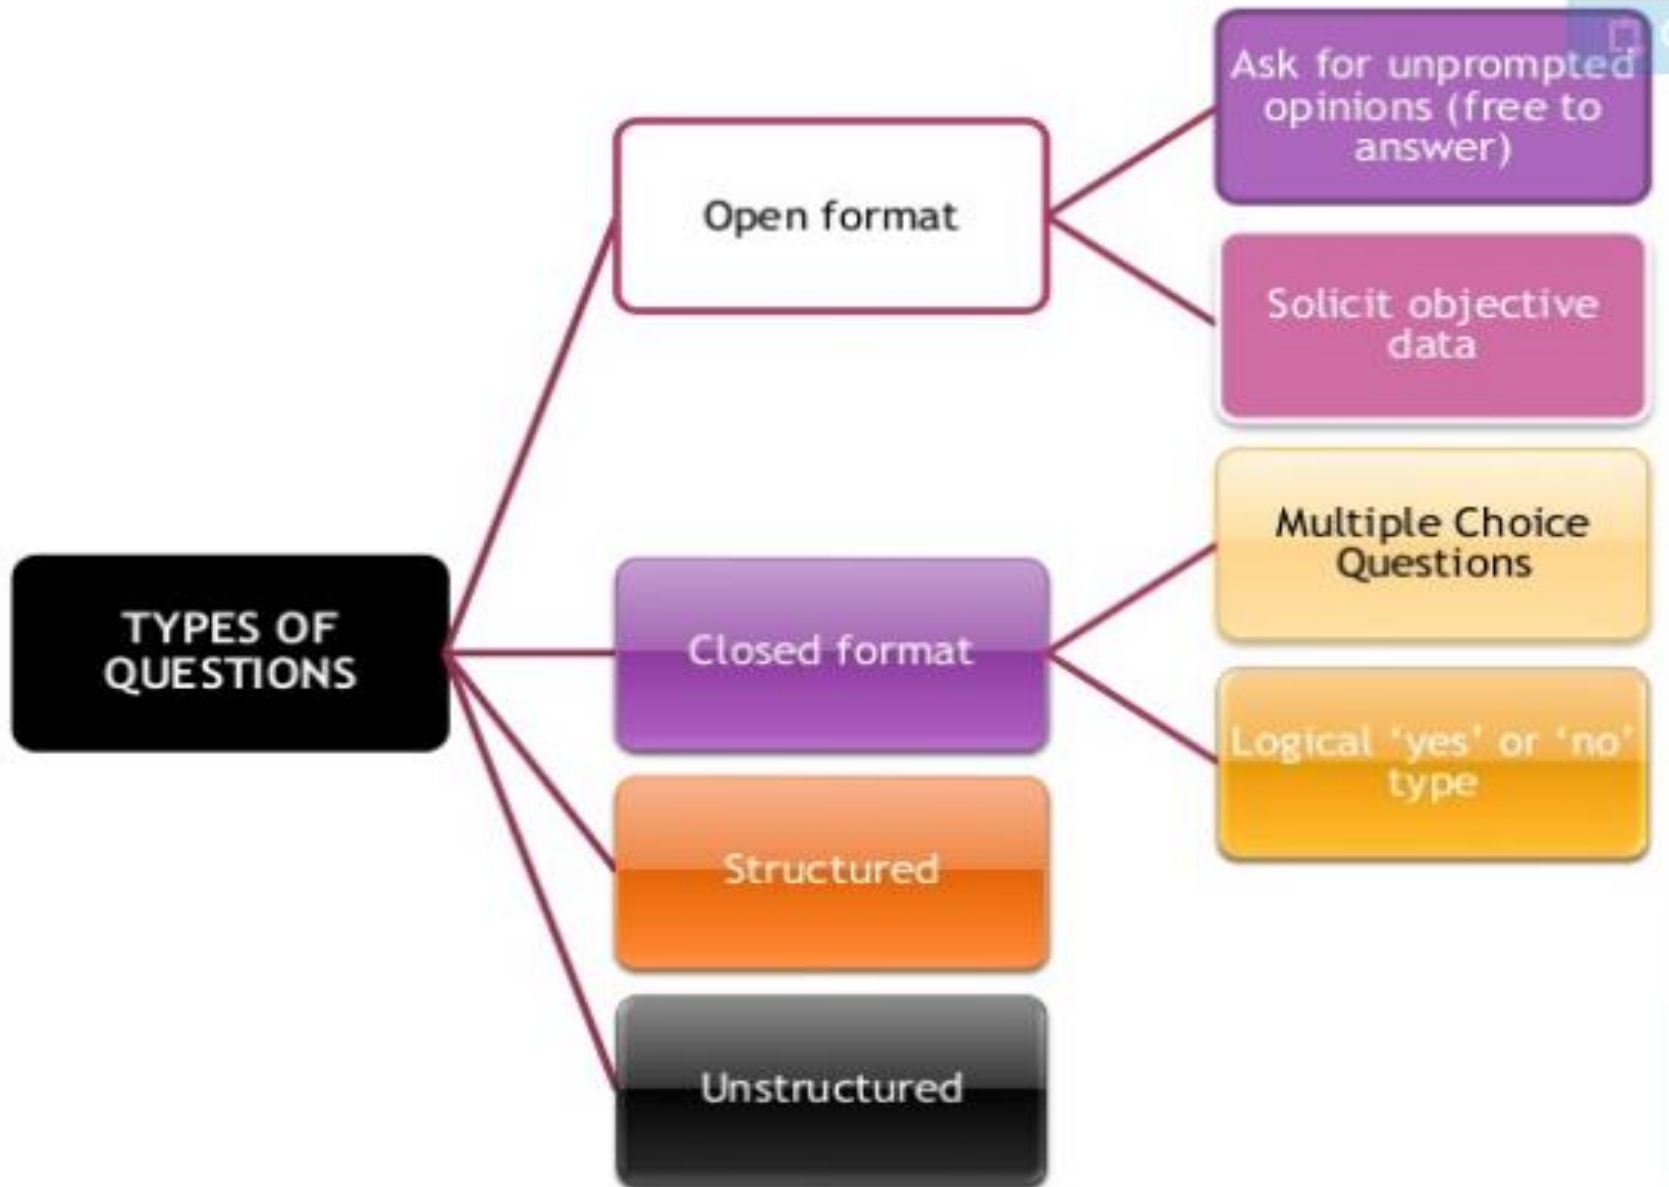 Ask for unprompted
opinions (free to
answer)
Open format
Solicit objective
data
Multiple Choice
Questions
TYPES OF
QUESTIONS
Closed format
Logical ‘yes’ or ‘no’
type
Structured
Unstructured